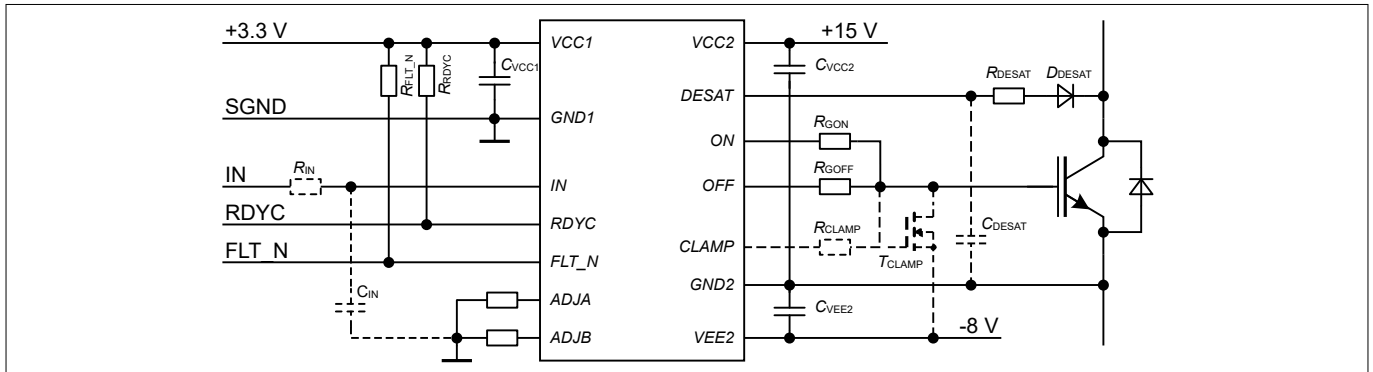 +3.3 V
VCC1
VCC2
+15 V
RFLT_N
RRDYC
CVCC1
CVCC2
RDESAT
DDESAT
DESAT
SGND
GND1
ON
RGON
RIN
RGOFF
IN
IN
OFF
RDYC
RDYC
CLAMP
RCLAMP
CDESAT
FLT_N
FLT_N
TCLAMP
GND2
CIN
ADJA
CVEE2
ADJB
VEE2
-8 V